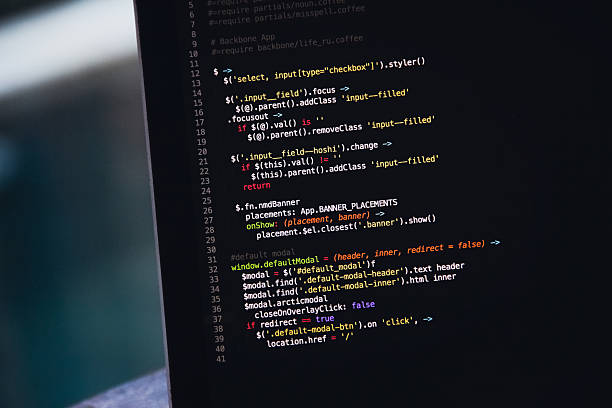 5
6 #=require partials/noun.coffee
7 #=require partials/misspell.coffee
8
9 # Backbone App
10 #=require backbone/life_ru.coffee
11
12 $ ->
13 $('select, input[type="checkbox"]').styler()
14
15 $('.input__field').focus ->
16 $(@).parent().addClass 'input--filled'
17 .focusout ->
18 if $(@).val() is ''
19 $(@).parent().removeClass 'input--filled'
20
21 $('.input__field--hoshi').change ->
22 if $(this).val() != ''
23 $(this).parent().addClass 'input--filled'
24 return
25
26 $.fn.nmdBanner
27 placements: App.BANNER_PLACEMENTS
28 onShow: (placement, banner) ->
29 placement.$el.closest('.banner').show()
30
31 #default modal
32 window.defaultModal = (header, inner, redirect = false) ->
33 $modal = $('#default_modal')f
34 $modal.find('.default-modal-header').text header
35 $modal.find('.default-modal-inner').html inner
36 $modal.arcticmodal
37 closeOnOverlayClick: false
38 if redirect == true
39 $('.default-modal-btn').on 'click', ->
40 location.href = '/'
41